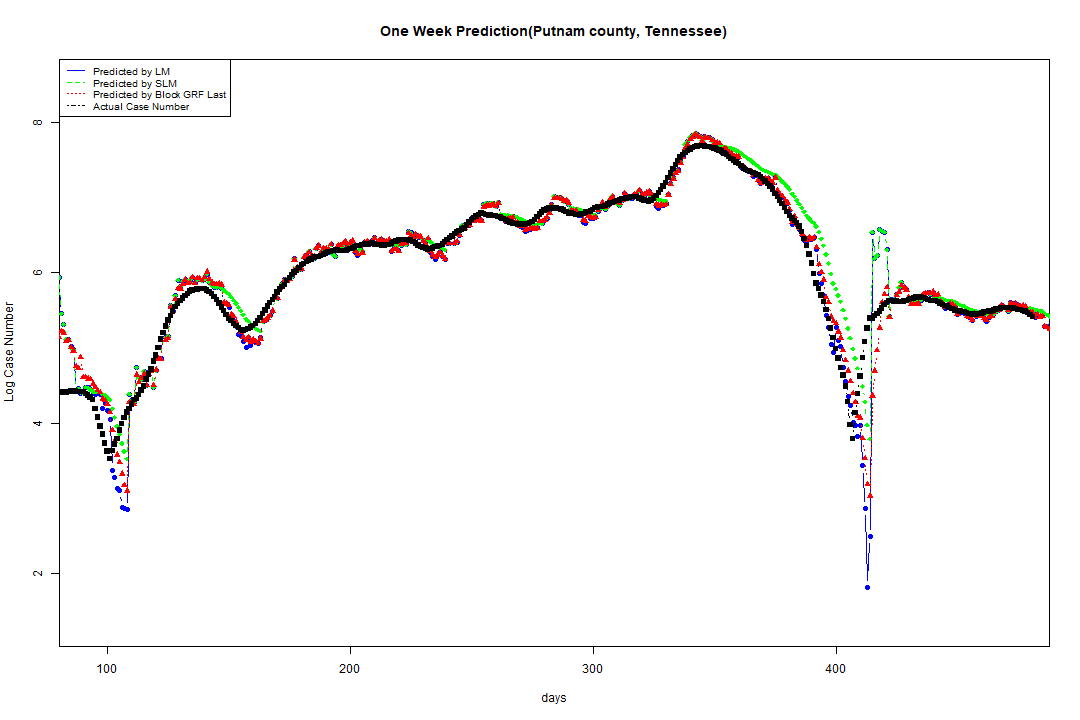 One Week Prediction(Putnam county, Tennessee)
Predicted by LM
Predicted by SLM
Predicted by Block GRF Last
Actual Case Number
8
6
4
2
Log Case Number
100 200 300 400
days